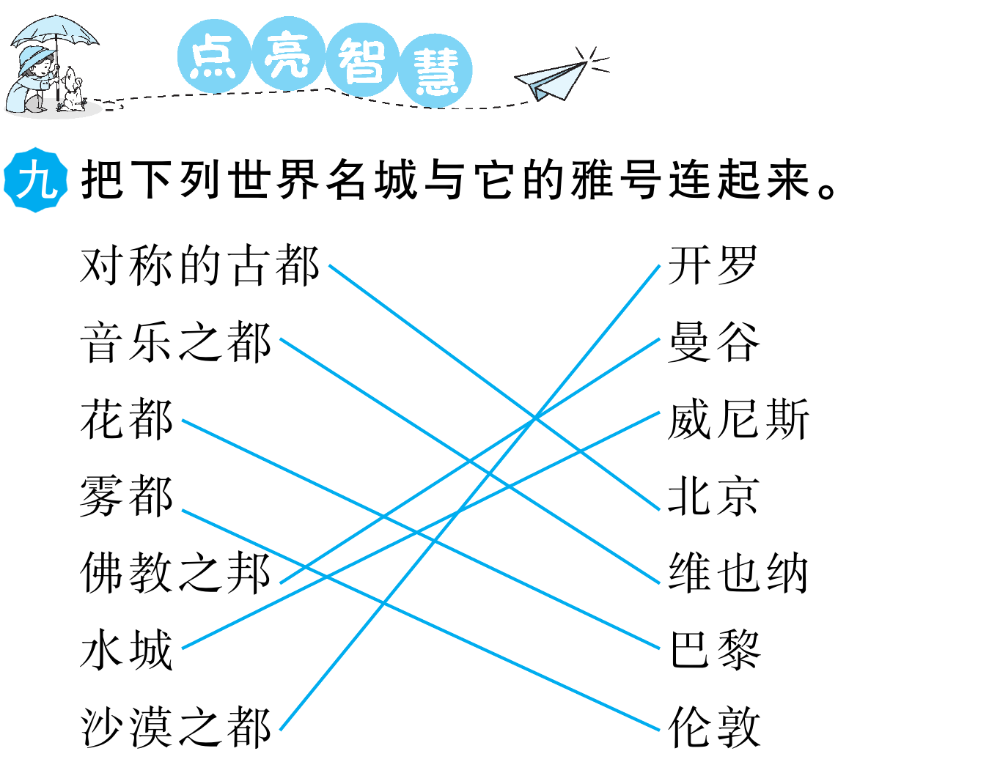 点亮智慧
九 把下列世界名城与它的雅号连起来。
对称的古都 开罗
音乐之都 曼谷
花都 威尼斯
雾都 北京
佛教之邦 维也纳
水城 巴黎
沙漠之都 伦敦